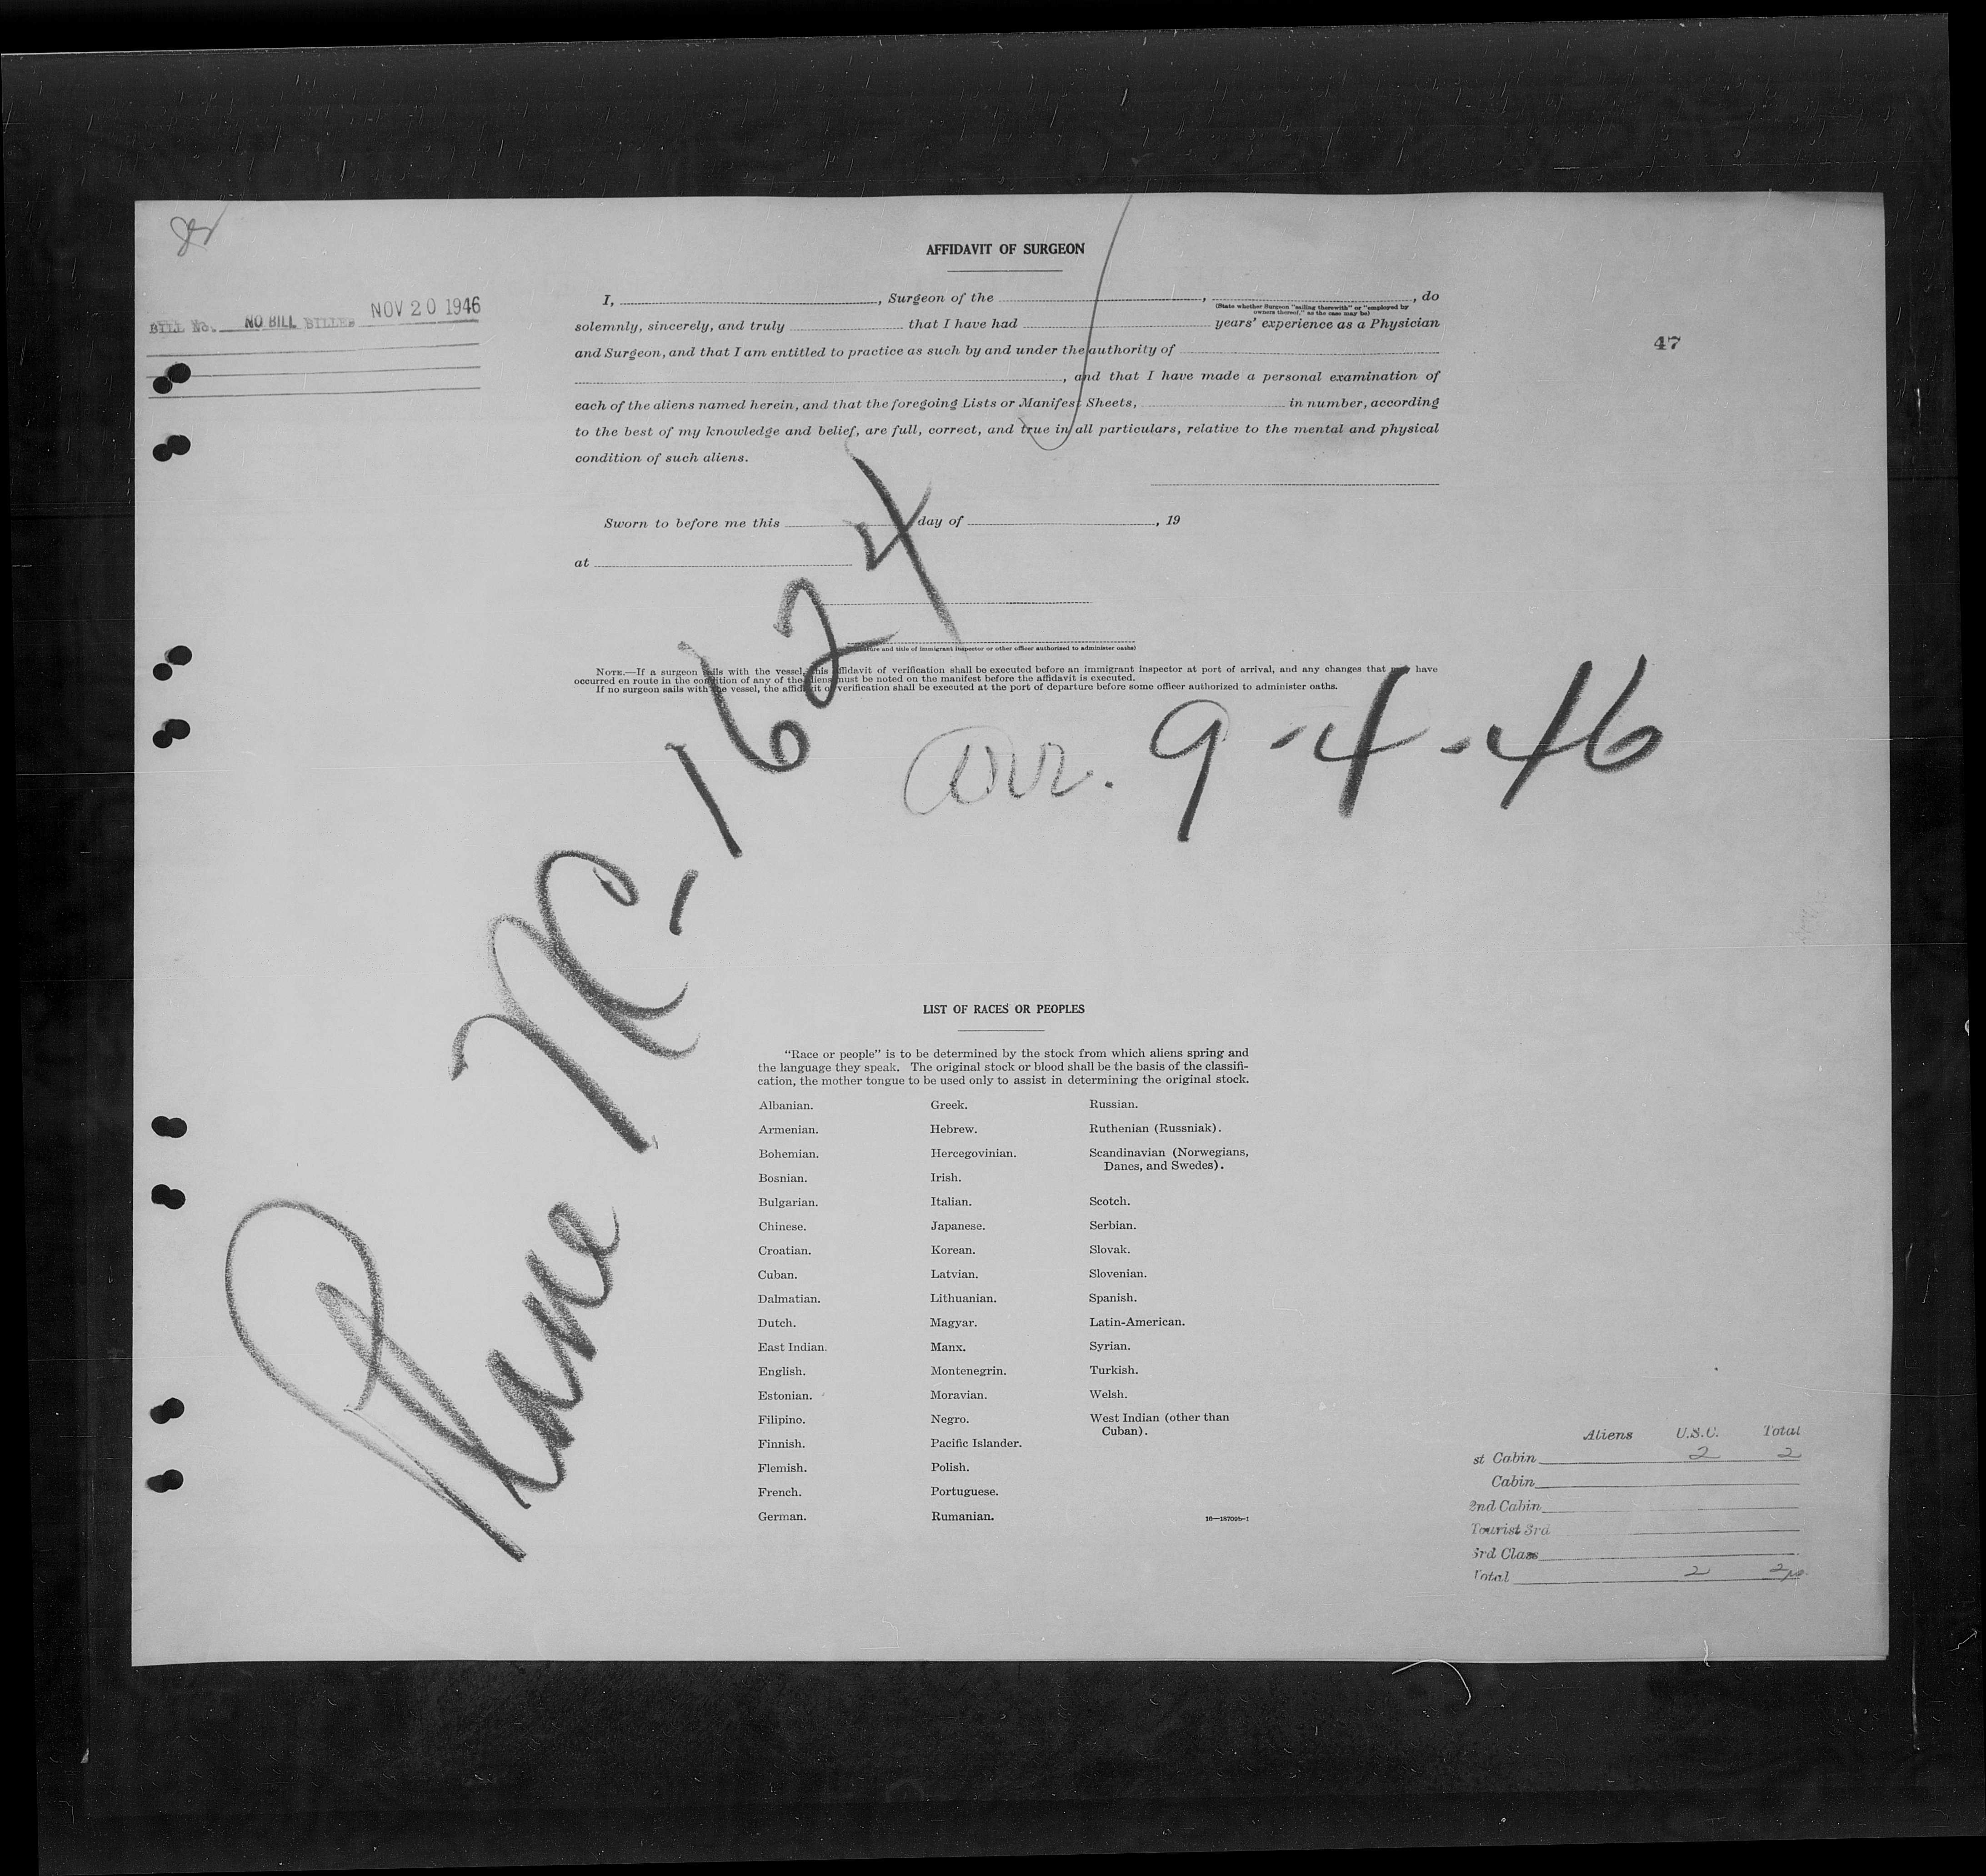 AFFIDAVIT OF SURGEON
BILL No. NO BILL BILLED NOV 20 1946
47
I, , Surgeon of the , , do
(State whether Surgeon "sailing therewith" or "employed by
owners thereof," as the case may be)
solemnly, sincerely, and truly that I have had years' experience as a Physician
and Surgeon, and that I am entitled to practice as such by and under the authority of
, and that I have made a personal examination of
each of the aliens named herein, and that the foregoing Lists or Manifest Sheets, in number, according
to the best of my knowledge and belief, are full, correct, and true in all particulars, relative to the mental and physical
condition of such aliens.
Sworn to before me this day of , 19
at
and title of Immigrant Inspector or other officer authorized to administer oaths)
NOTE.—If a surgeon sails with the vessel, this affidavit of verification shall be executed before an immigrant inspector at port of arrival, and any changes that may have
occurred en route in the condition of any of the aliens must be noted on the manifest before the affidavit is executed.
If no surgeon sails with the vessel, the affidavit of verification shall be executed at the port of departure before some officer authorized to administer oaths.
Plane NC-1624
arr. 9-4-46
LIST OF RACES OR PEOPLES
"Race or people" is to be determined by the stock from which aliens spring and
the language they speak. The original stock or blood shall be the basis of the classifi-
cation, the mother tongue to be used only to assist in determining the original stock.
Albanian. Greek. Russian.
Armenian. Hebrew. Ruthenian (Russniak).
Bohemian. Hercegovinian. Scandinavian (Norwegians,
Danes, and Swedes).
Bosnian. Irish.
Bulgarian. Italian. Scotch.
Chinese. Japanese. Serbian.
Croatian. Korean. Slovak.
Cuban. Latvian. Slovenian.
Dalmatian. Lithuanian. Spanish.
Dutch. Magyar. Latin-American.
East Indian. Manx. Syrian.
English. Montenegrin. Turkish.
Estonian. Moravian. Welsh.
Filipino. Negro. West Indian (other than
Cuban).
Finnish. Pacific Islander.
Flemish. Polish.
French. Portuguese.
German. Rumanian.
16—18709b-1
Aliens U.S.C. Total
st Cabin 2 2
Cabin
2nd Cabin
Tourist 3rd
3rd Class
Total 2 2